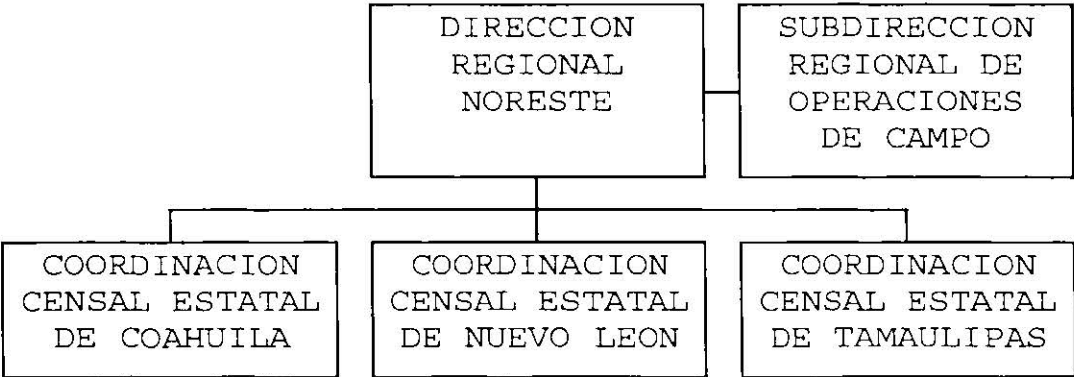 DIRECCION
REGIONAL
NORESTE
SUBDIRECCION
REGIONAL DE
OPERACIONES
DE CAMPO
COORDINACION
CENSAL ESTATAL
DE COAHUILA
COORDINACION
CENSAL ESTATAL
DE NUEVO LEON
COORDINACION
CENSAL ESTATAL
DE TAMAULIPAS